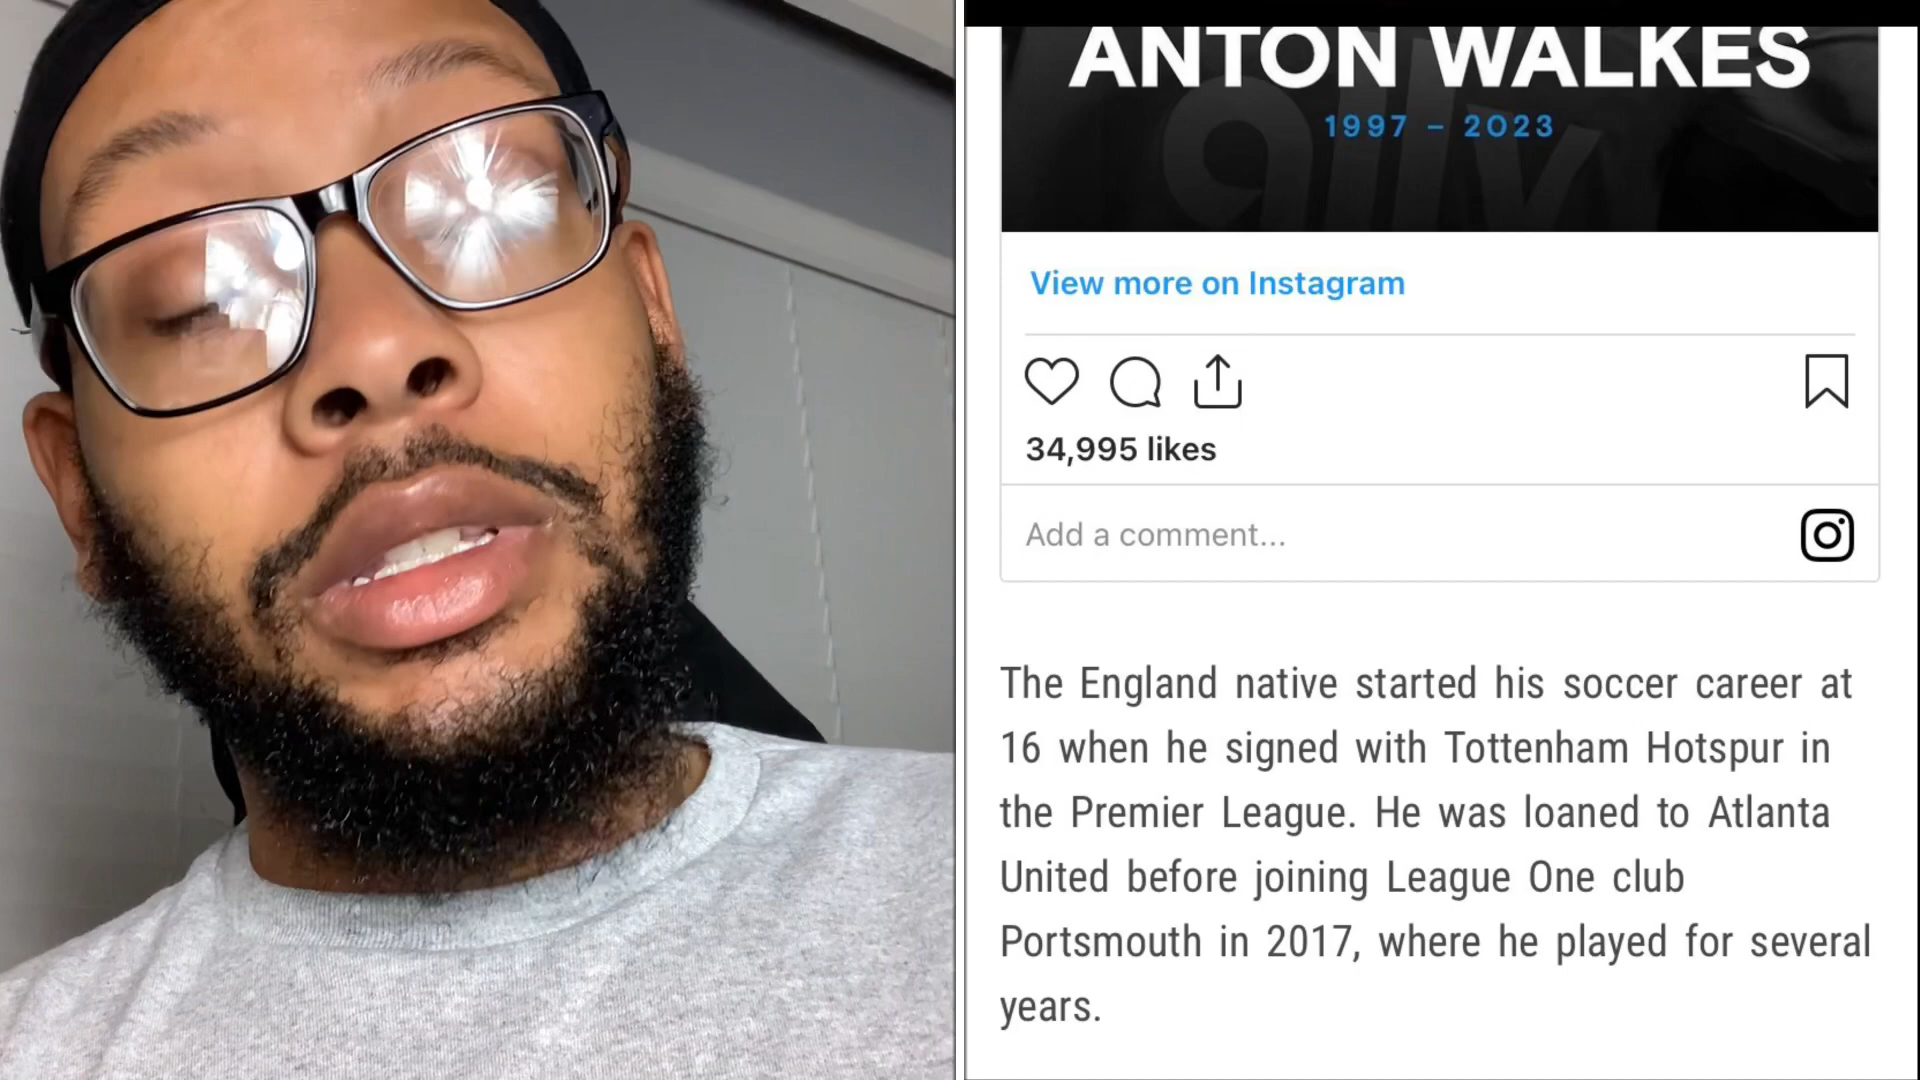 ANTON WALKES
1997 – 2023
View more on Instagram
34,995 likes
Add a comment...
The England native started his soccer career at
16 when he signed with Tottenham Hotspur in
the Premier League. He was loaned to Atlanta
United before joining League One club
Portsmouth in 2017, where he played for several
years.